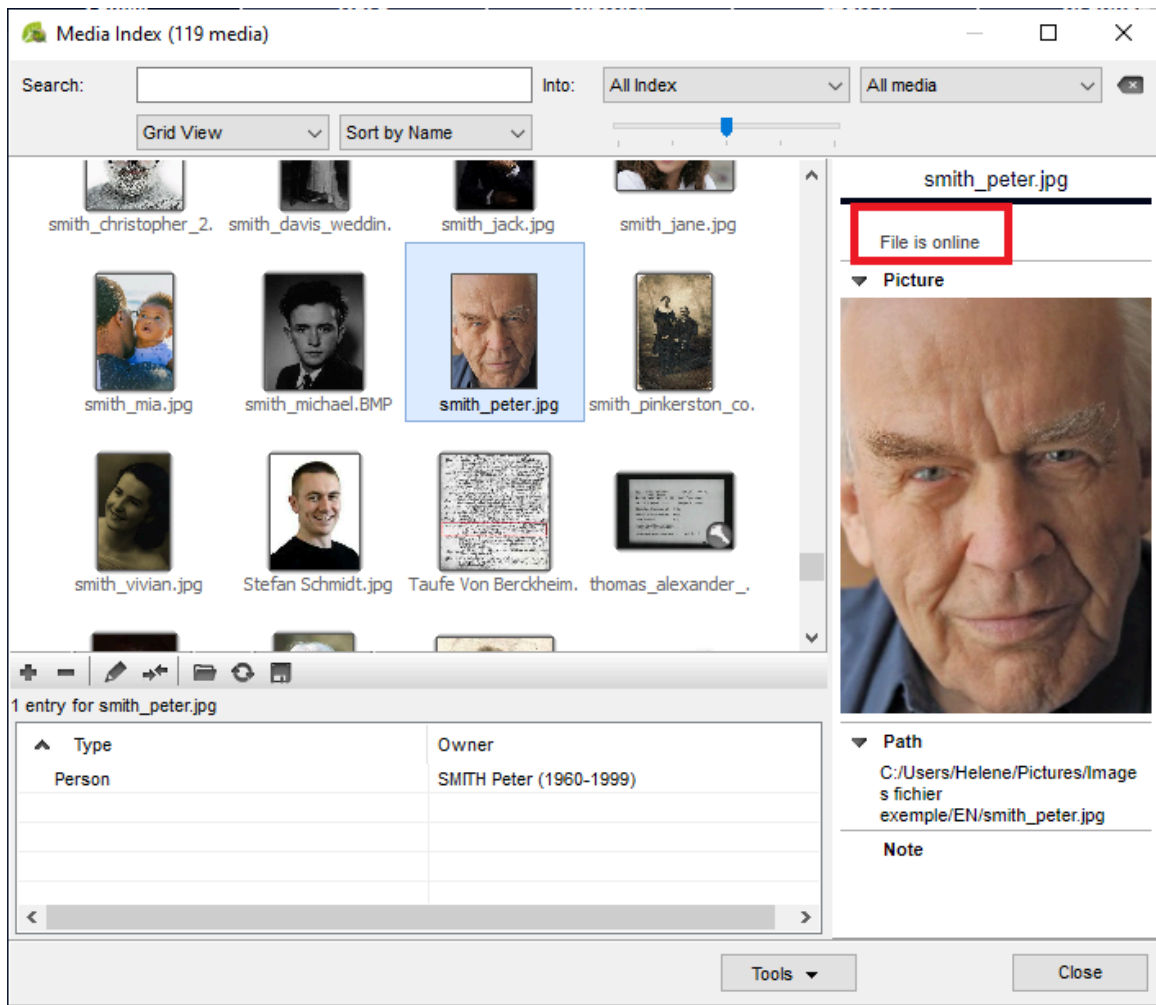 Media Index (119 media)
Search:
Into:
All Index
All media
Grid View
Sort by Name
smith_peter.jpg
smith_christopher_2.
smith_davis_weddin.
smith_jack.jpg
smith_jane.jpg
File is online
Picture
smith_mia.jpg
smith_michael.BMP
smith_peter.jpg
smith_pinkerston_co.
smith_vivian.jpg
Stefan Schmidt.jpg
Taufe Von Berckheim.
thomas_alexander_.
1 entry for smith_peter.jpg
Type
Owner
Person
SMITH Peter (1960-1999)
Path
C:/Users/Helene/Pictures/Image
s fichier
exemple/EN/smith_peter.jpg
Note
Tools
Close